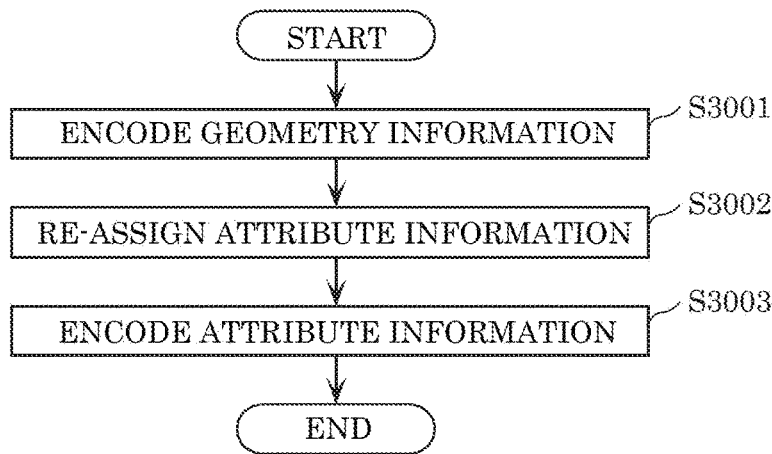 START
ENCODE GEOMETRY INFORMATION
S3001
RE-ASSIGN ATTRIBUTE INFORMATION
S3002
ENCODE ATTRIBUTE INFORMATION
S3003
END